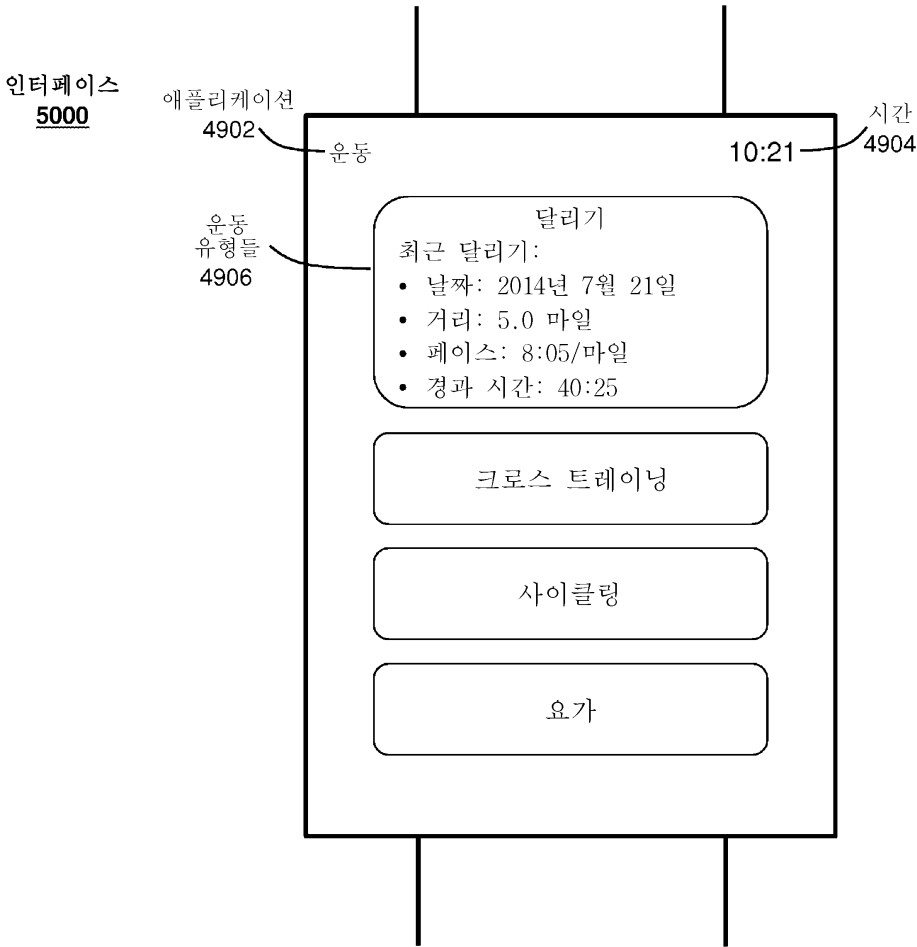 인터페이스
5000
애플리케이션
4902
운동
10:21
시간
4904
운동
유형들
4906
달리기
최근 달리기:
• 날짜: 2014년 7월 21일
• 거리: 5.0 마일
• 페이스: 8:05/마일
• 경과 시간: 40:25
크로스 트레이닝
사이클링
요가